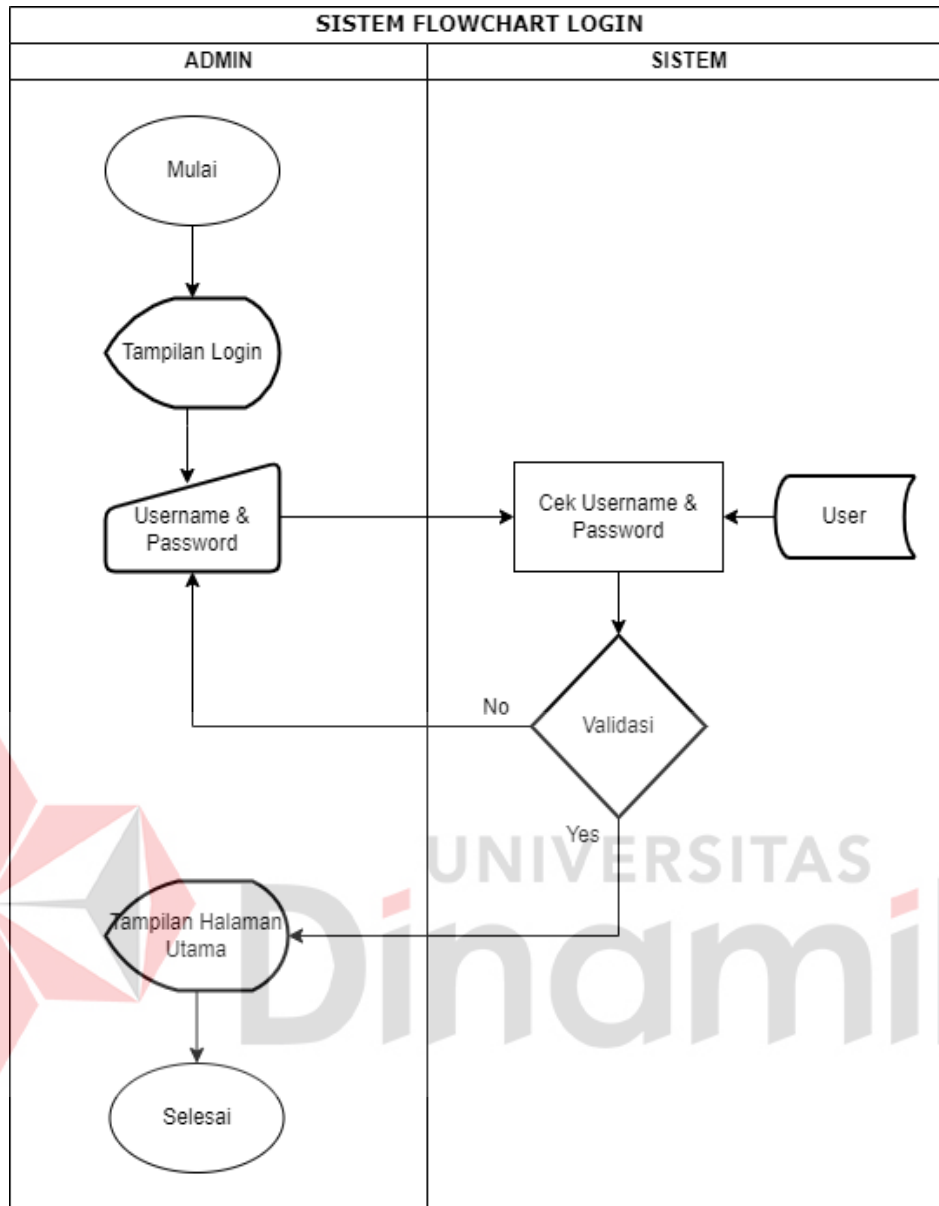 SISTEM FLOWCHART LOGIN
ADMIN
SISTEM
Mulai
Tampilan Login
Username &
Password
Cek Username &
Password
User
No
Validasi
Yes
UNIVERSITAS
Dinami
Tampilan Halaman
Utama
Selesai